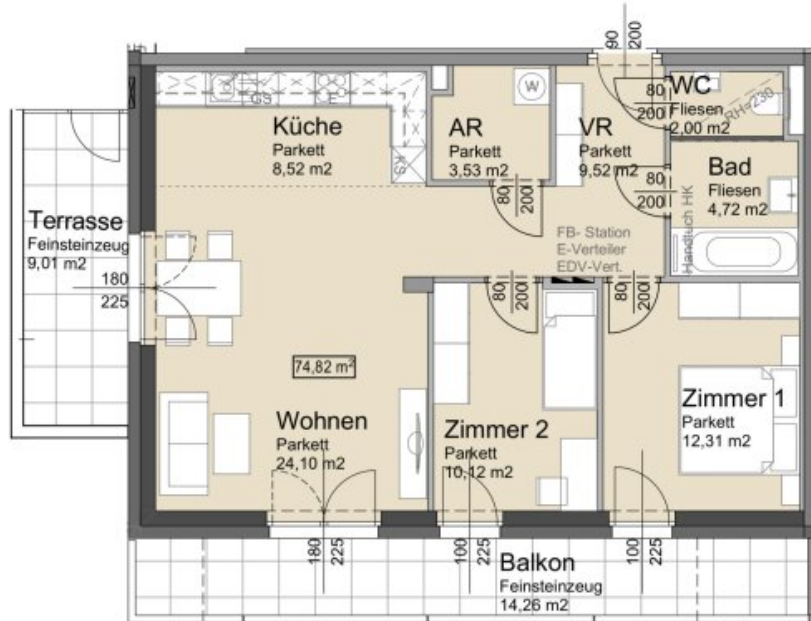 90
200
WC
Fliesen
2,00 m2
RH=230
80
200
Küche
Parkett
8,52 m2
GS
E
KS
AR
Parkett
3,53 m2
W
VR
Parkett
9,52 m2
80
200
Bad
Fliesen
4,72 m2
Handtuch HK
80
200
FB- Station
E-Verteiler
EDV-Vert.
Terrasse
Feinsteinzeug
9,01 m2
180
225
80
200
80
200
74,82 m²
Wohnen
Parkett
24,10 m2
Zimmer 2
Parkett
10,12 m2
Zimmer 1
Parkett
12,31 m2
180
225
100
225
100
225
Balkon
Feinsteinzeug
14,26 m2